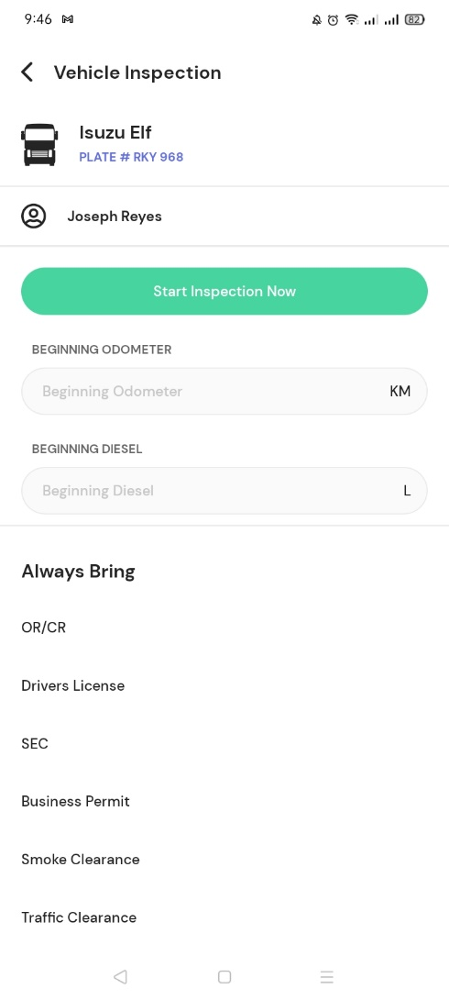 9:46
82
Vehicle Inspection
Isuzu Elf
PLATE # RKY 968
Joseph Reyes
Start Inspection Now
BEGINNING ODOMETER
Beginning Odometer KM
BEGINNING DIESEL
Beginning Diesel L
Always Bring
OR/CR
Drivers License
SEC
Business Permit
Smoke Clearance
Traffic Clearance